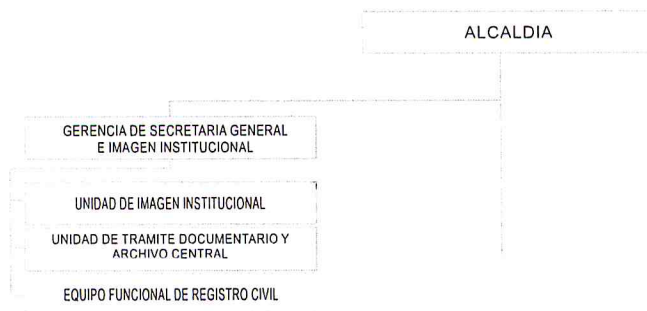 ALCALDIA
GERENCIA DE SECRETARIA GENERAL
E IMAGEN INSTITUCIONAL
UNIDAD DE IMAGEN INSTITUCIONAL
UNIDAD DE TRAMITE DOCUMENTARIO Y
ARCHIVO CENTRAL
EQUIPO FUNCIONAL DE REGISTRO CIVIL